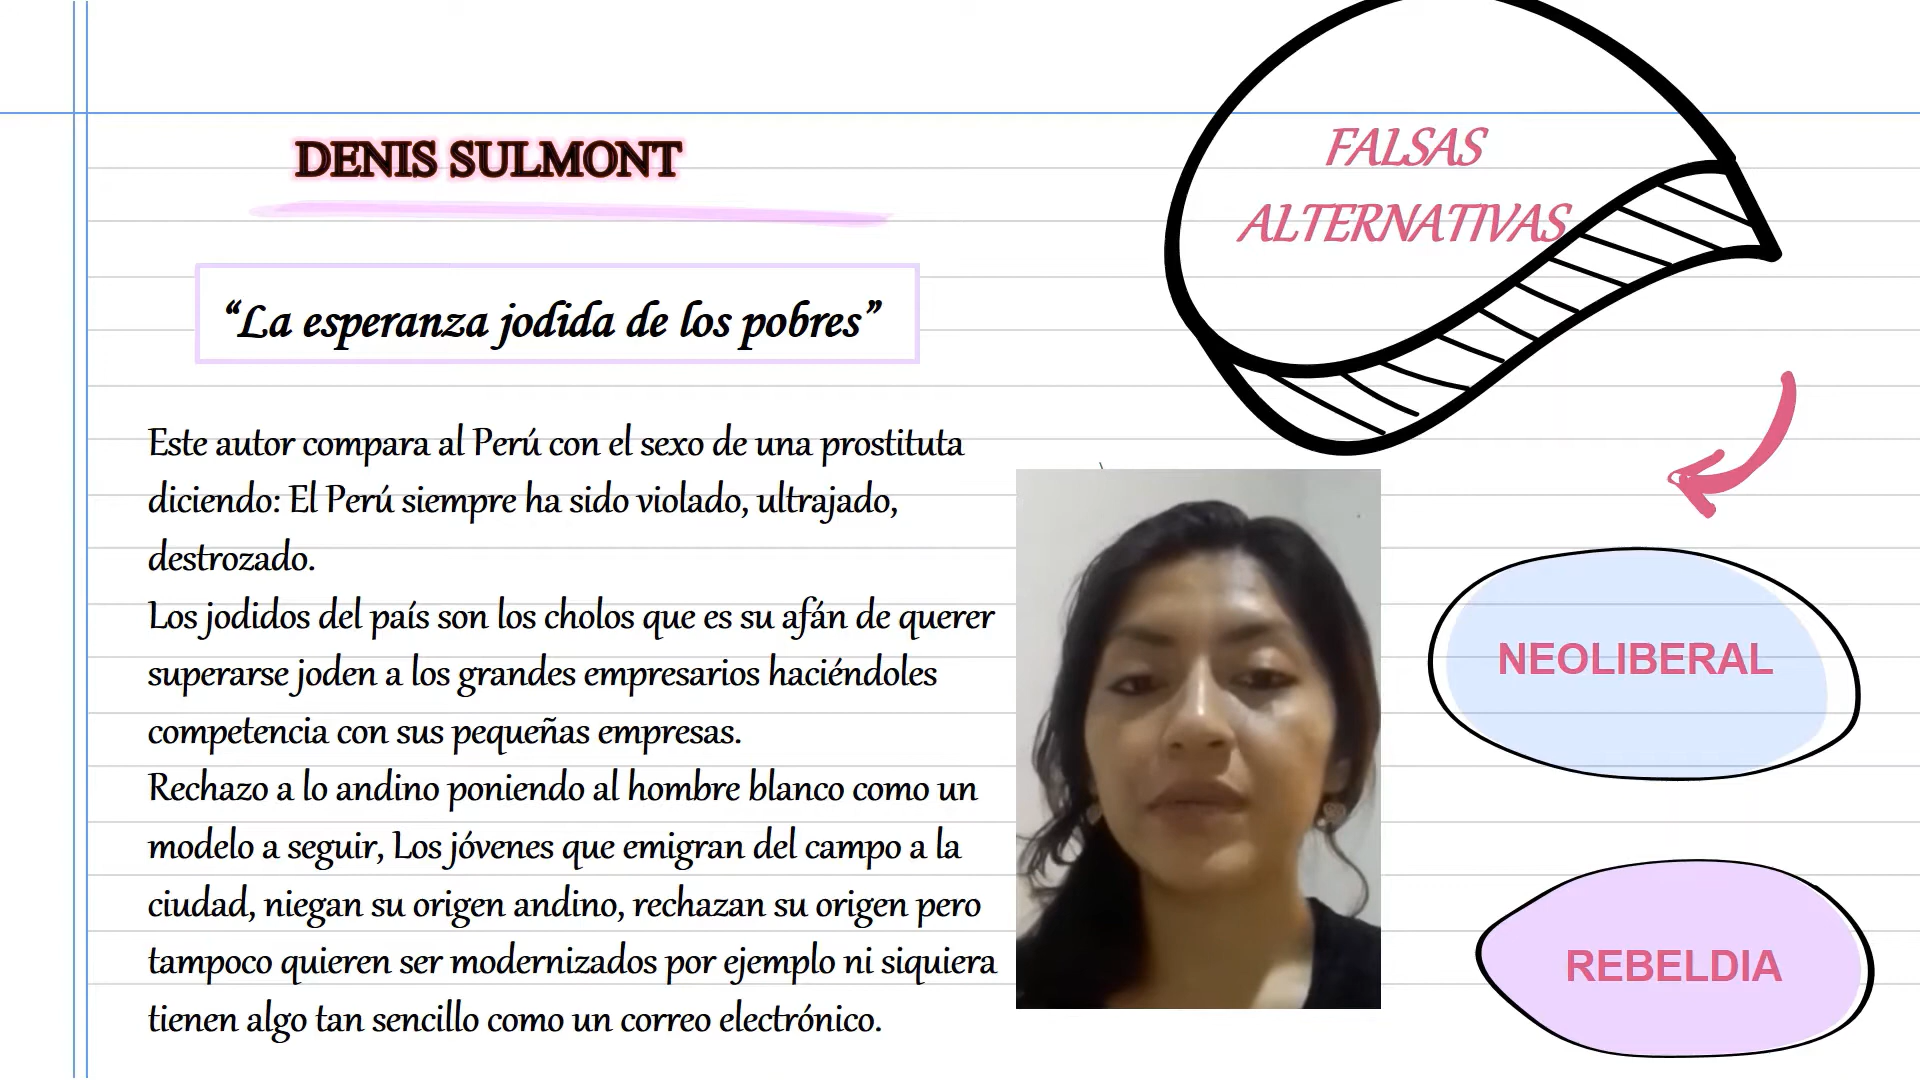 DENIS SULMONT
“La esperanza jodida de los pobres”
Este autor compara al Perú con el sexo de una prostituta
diciendo: El Perú siempre ha sido violado, ultrajado,
destrozado.
Los jodidos del país son los cholos que es su afán de querer
superarse joden a los grandes empresarios haciéndoles
competencia con sus pequeñas empresas.
Rechazo a lo andino poniendo al hombre blanco como un
modelo a seguir, Los jóvenes que emigran del campo a la
ciudad, niegan su origen andino, rechazan su origen pero
tampoco quieren ser modernizados por ejemplo ni siquiera
tienen algo tan sencillo como un correo electrónico.
FALSAS
ALTERNATIVAS
NEOLIBERAL
REBELDIA